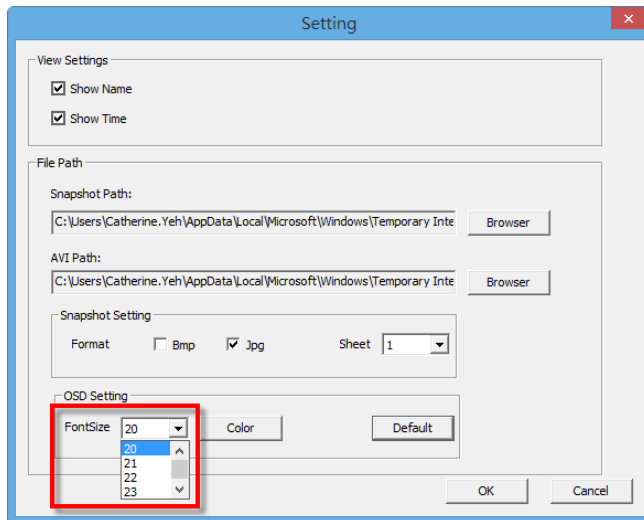 Setting
View Settings
Show Name
Show Time
File Path
Snapshot Path:
C:\Users\Catherine.Yeh\AppData\Local\Microsoft\Windows\Temporary Inte
Browser
AVI Path:
C:\Users\Catherine.Yeh\AppData\Local\Microsoft\Windows\Temporary Inte
Browser
Snapshot Setting
Format Bmp Jpg Sheet 1
OSD Setting
FontSize 20 Color Default
20
21
22
23
OK Cancel